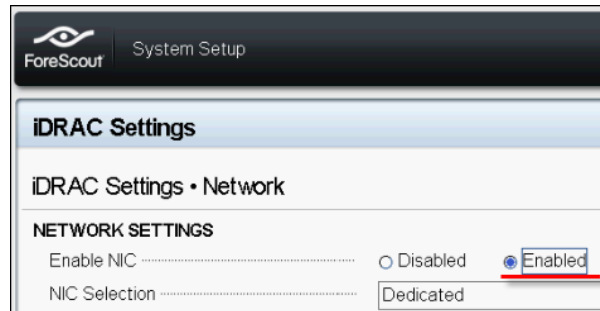 ForeScout
System Setup
iDRAC Settings
iDRAC Settings • Network
NETWORK SETTINGS
Enable NIC Disabled Enabled
NIC Selection Dedicated